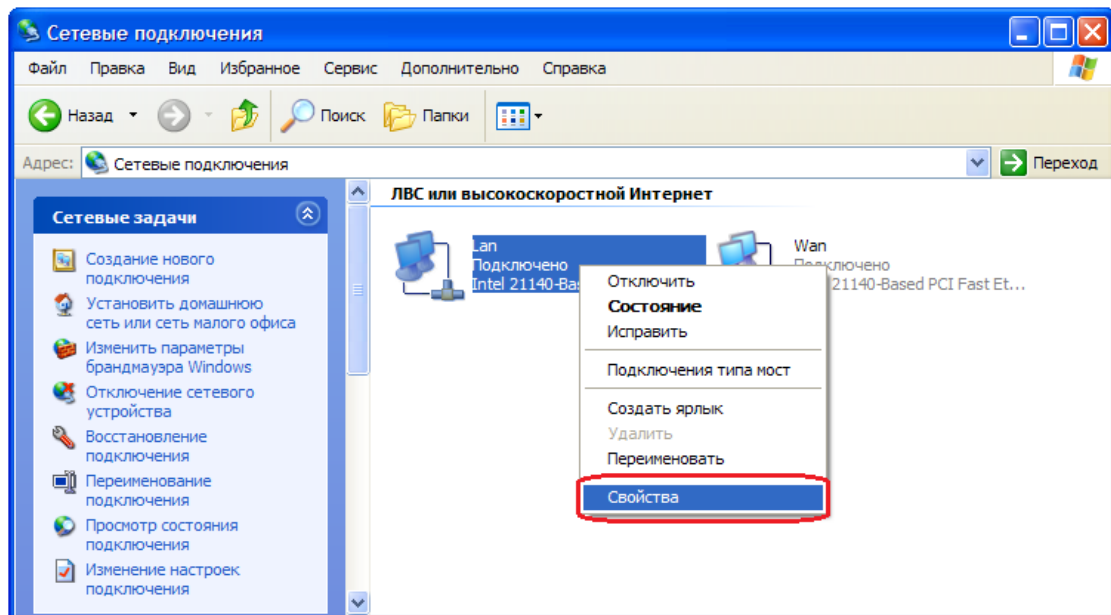 Сетевые подключения
Файл Правка Вид Избранное Сервис Дополнительно Справка
Назад Поиск Папки
Адрес: Сетевые подключения Переход
ЛВС или высокоскоростной Интернет
Сетевые задачи
Создание нового
подключения
Установить домашнюю
сеть или сеть малого офиса
Изменить параметры
брандмауэра Windows
Отключение сетевого
устройства
Восстановление
подключения
Переименование
подключения
Просмотр состояния
подключения
Изменение настроек
подключения
Lan
Подключено
Intel 21140-Bas
Wan
Подключено
21140-Based PCI Fast Et...
Отключить
Состояние
Исправить
Подключения типа мост
Создать ярлык
Удалить
Переименовать
Свойства